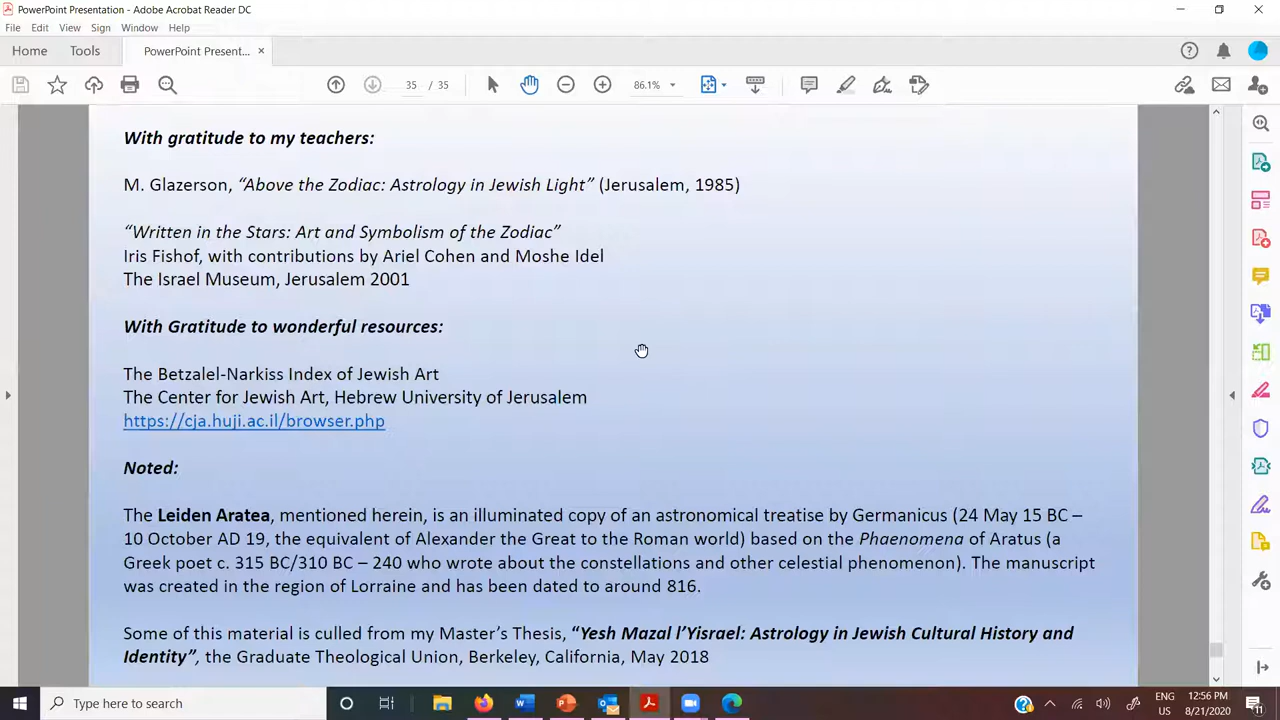 PowerPoint Presentation - Adobe Acrobat Reader DC
File Edit View Sign Window Help
Home Tools PowerPoint Present... ×
35 / 35 86.1%
With gratitude to my teachers:
M. Glazerson, “Above the Zodiac: Astrology in Jewish Light” (Jerusalem, 1985)
“Written in the Stars: Art and Symbolism of the Zodiac”
Iris Fishof, with contributions by Ariel Cohen and Moshe Idel
The Israel Museum, Jerusalem 2001
With Gratitude to wonderful resources:
The Betzalel-Narkiss Index of Jewish Art
The Center for Jewish Art, Hebrew University of Jerusalem
https://cja.huji.ac.il/browser.php
Noted:
The Leiden Aratea, mentioned herein, is an illuminated copy of an astronomical treatise by Germanicus (24 May 15 BC –
10 October AD 19, the equivalent of Alexander the Great to the Roman world) based on the Phaenomena of Aratus (a
Greek poet c. 315 BC/310 BC – 240 who wrote about the constellations and other celestial phenomenon). The manuscript
was created in the region of Lorraine and has been dated to around 816.
Some of this material is culled from my Master’s Thesis, “Yesh Mazal l’Yisrael: Astrology in Jewish Cultural History and
Identity”, the Graduate Theological Union, Berkeley, California, May 2018
Type here to search
ENG 12:56 PM
US 8/21/2020 11